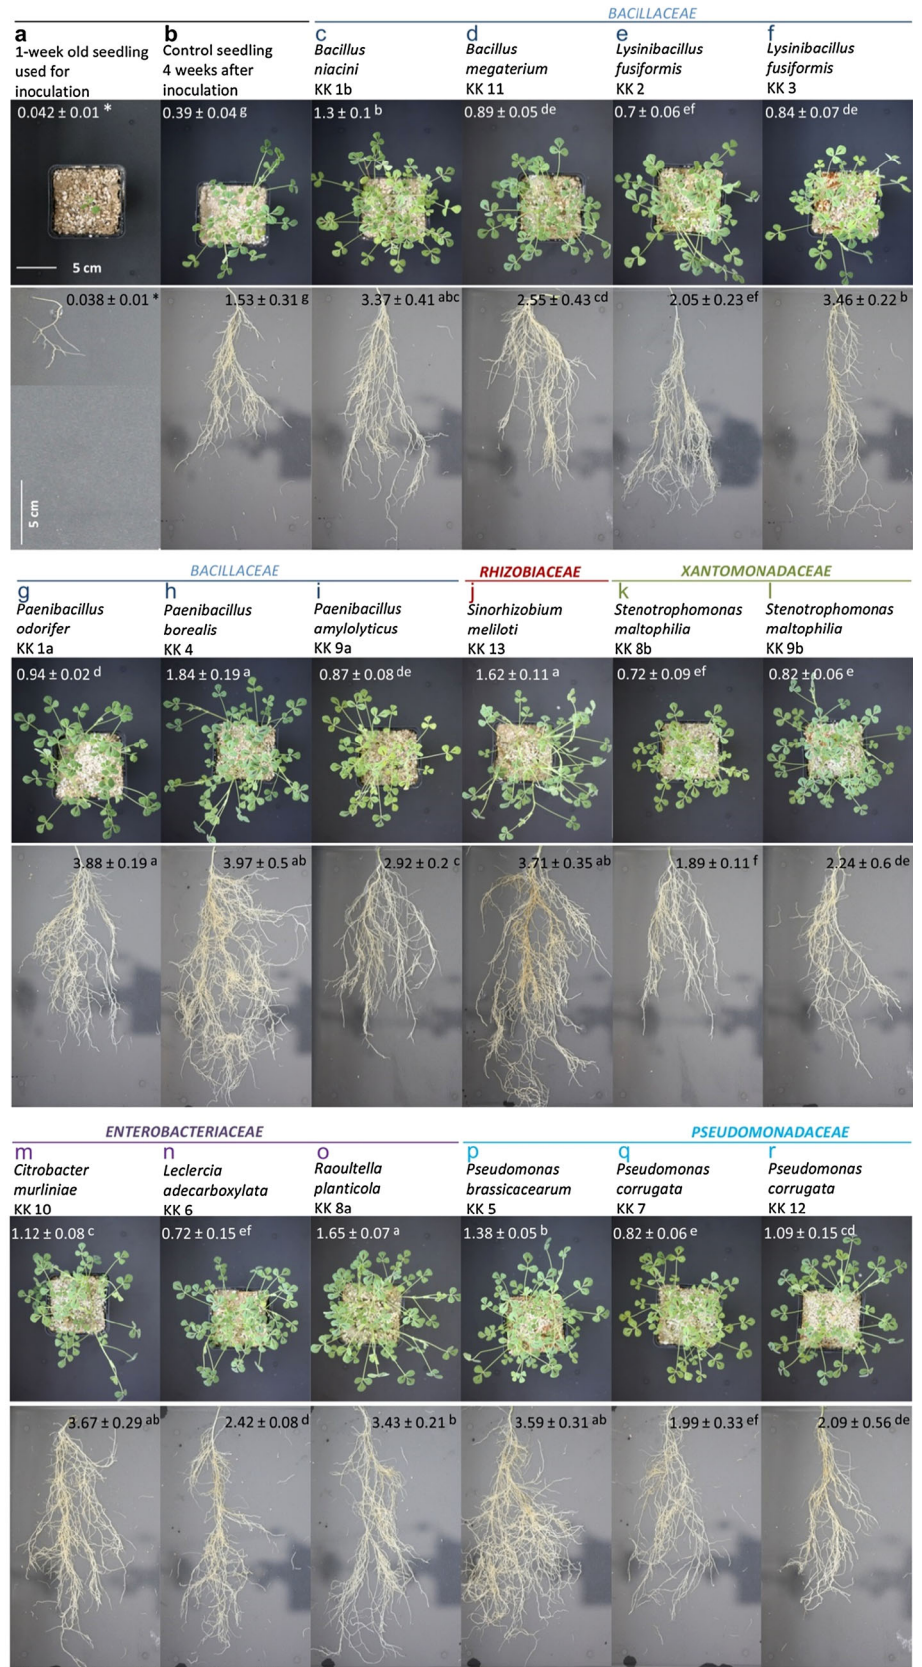 BACILLACEAE
a
1-week old seedling
used for
inoculation
b
Control seedling
4 weeks after
inoculation
c
Bacillus
niacini
KK 1b
d
Bacillus
megaterium
KK 11
e
Lysinibacillus
fusiformis
KK 2
f
Lysinibacillus
fusiformis
KK 3
0.042 ± 0.01 *
0.39 ± 0.04 g
1.3 ± 0.1 b
0.89 ± 0.05 de
0.7 ± 0.06 ef
0.84 ± 0.07 de
5 cm
0.038 ± 0.01 *
1.53 ± 0.31 g
3.37 ± 0.41 abc
2.55 ± 0.43 cd
2.05 ± 0.23 ef
3.46 ± 0.22 b
5 cm
BACILLACEAE
RHIZOBIACEAE
XANTOMONADACEAE
g
Paenibacillus
odorifer
KK 1a
h
Paenibacillus
borealis
KK 4
i
Paenibacillus
amylolyticus
KK 9a
j
Sinorhizobium
meliloti
KK 13
k
Stenotrophomonas
maltophilia
KK 8b
l
Stenotrophomonas
maltophilia
KK 9b
0.94 ± 0.02 d
1.84 ± 0.19 a
0.87 ± 0.08 de
1.62 ± 0.11 a
0.72 ± 0.09 ef
0.82 ± 0.06 e
3.88 ± 0.19 a
3.97 ± 0.5 ab
2.92 ± 0.2 c
3.71 ± 0.35 ab
1.89 ± 0.11 f
2.24 ± 0.6 de
ENTEROBACTERIACEAE
PSEUDOMONADACEAE
m
Citrobacter
murliniae
KK 10
n
Leclercia
adecarboxylata
KK 6
o
Raoultella
planticola
KK 8a
p
Pseudomonas
brassicacearum
KK 5
q
Pseudomonas
corrugata
KK 7
r
Pseudomonas
corrugata
KK 12
1.12 ± 0.08 c
0.72 ± 0.15 ef
1.65 ± 0.07 a
1.38 ± 0.05 b
0.82 ± 0.06 e
1.09 ± 0.15 cd
3.67 ± 0.29 ab
2.42 ± 0.08 d
3.43 ± 0.21 b
3.59 ± 0.31 ab
1.99 ± 0.33 ef
2.09 ± 0.56 de